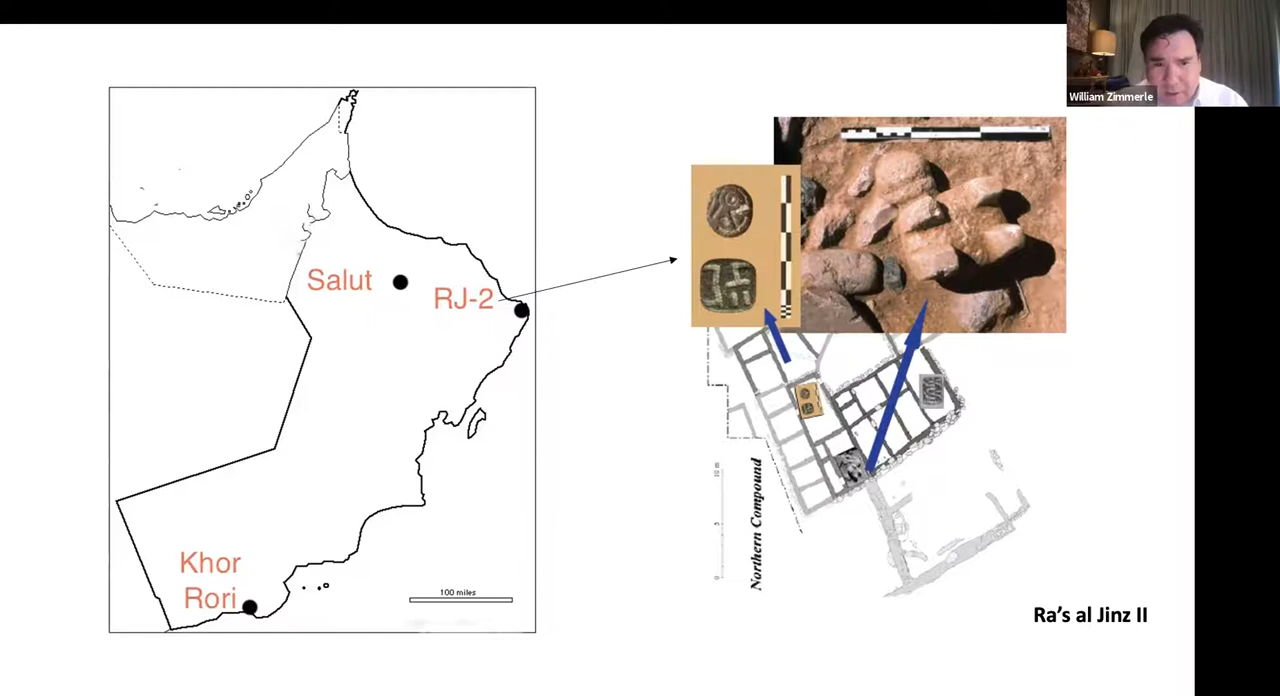 William Zimmerle
Salut
RJ-2
Khor
Rori
100 miles
Northern Compound
Ra's al Jinz II